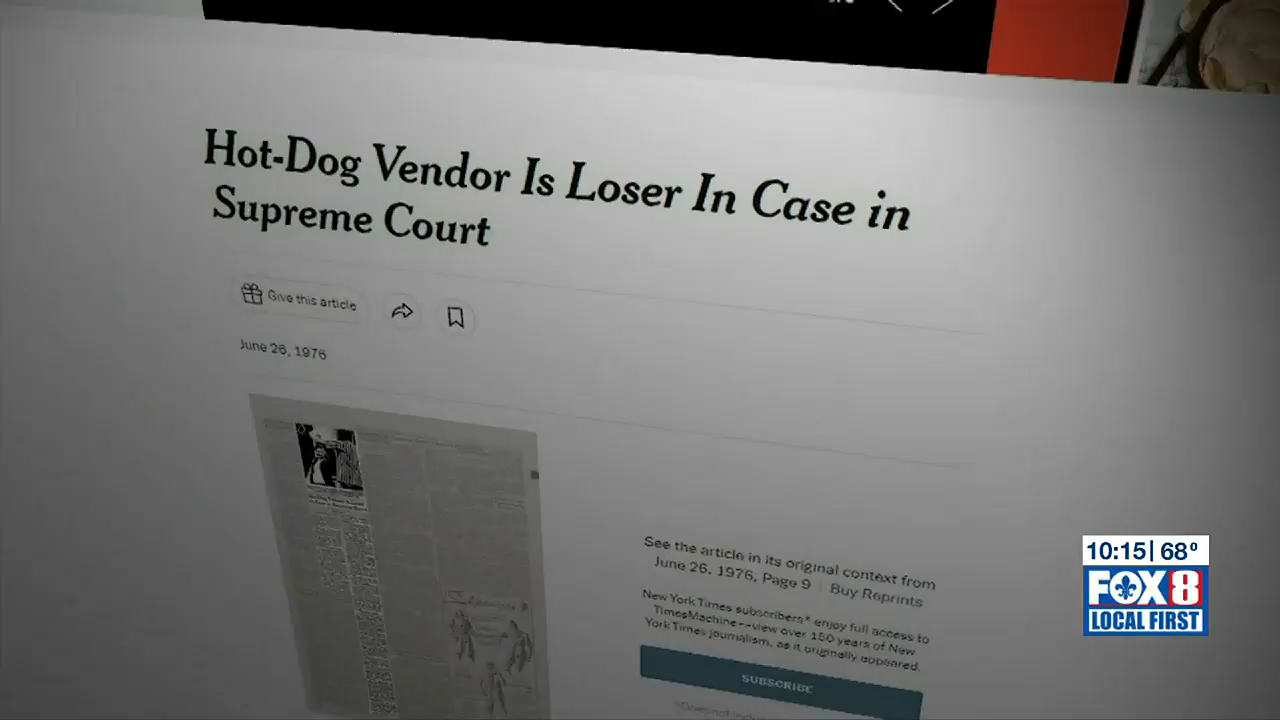 Hot-Dog Vendor Is Loser In Case in
Supreme Court
Give this article
June 26, 1976
See the article in its original context from
June 26, 1976, Page 9 | Buy Reprints
New York Times subscribers* enjoy full access to
TimesMachine—view over 150 years of New
York Times journalism, as it originally appeared.
SUBSCRIBE
10:15 | 68°
FOX 8
LOCAL FIRST